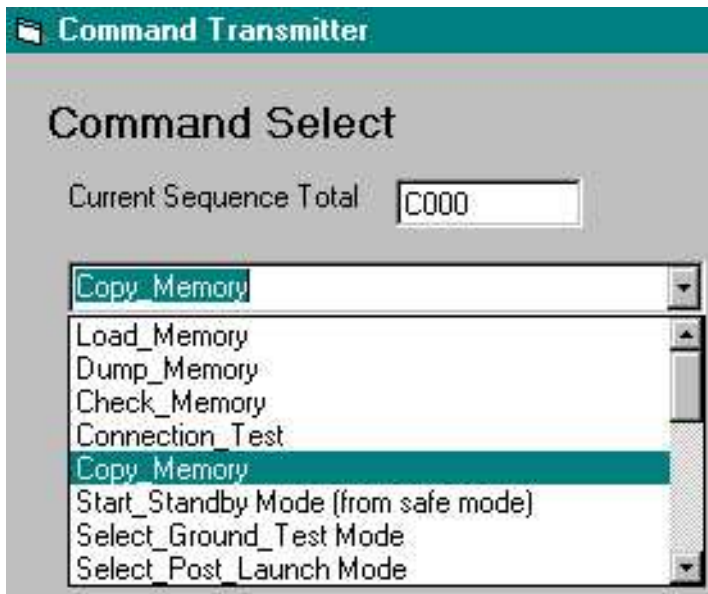 Command Transmitter
Command Select
Current Sequence Total C000
Copy_Memory
Load_Memory
Dump_Memory
Check_Memory
Connection_Test
Copy_Memory
Start_Standby Mode (from safe mode)
Select_Ground_Test Mode
Select_Post_Launch Mode